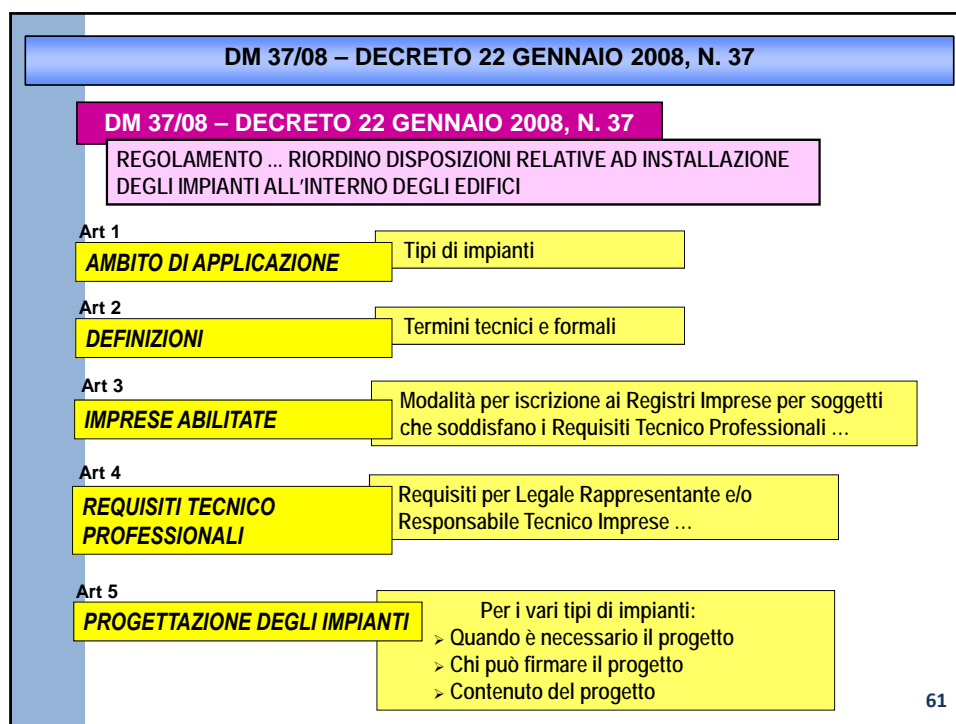 DM 37/08 – DECRETO 22 GENNAIO 2008, N. 37
DM 37/08 – DECRETO 22 GENNAIO 2008, N. 37
REGOLAMENTO ... RIORDINO DISPOSIZIONI RELATIVE AD INSTALLAZIONE
DEGLI IMPIANTI ALL'INTERNO DEGLI EDIFICI
Art 1
AMBITO DI APPLICAZIONE
Tipi di impianti
Art 2
DEFINIZIONI
Termini tecnici e formali
Art 3
IMPRESE ABILITATE
Modalità per iscrizione ai Registri Imprese per soggetti
che soddisfano i Requisiti Tecnico Professionali ...
Art 4
REQUISITI TECNICO
PROFESSIONALI
Requisiti per Legale Rappresentante e/o
Responsabile Tecnico Imprese ...
Art 5
PROGETTAZIONE DEGLI IMPIANTI
Per i vari tipi di impianti:
➢ Quando è necessario il progetto
➢ Chi può firmare il progetto
➢ Contenuto del progetto
61